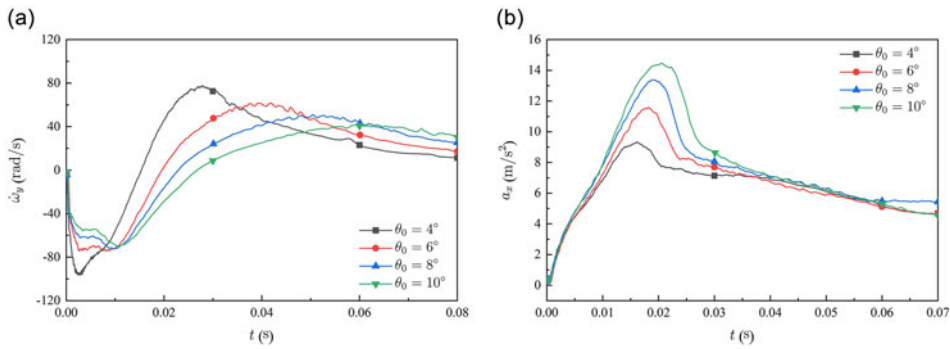 (a)
120
80
40
0
-40
-80
-120
ω̇y (rad/s)
θ0 = 4°
θ0 = 6°
θ0 = 8°
θ0 = 10°
0.00 0.02 0.04 0.06 0.08
t (s)
(b)
16
14
12
10
8
6
4
2
0
ax (m/s²)
θ0 = 4°
θ0 = 6°
θ0 = 8°
θ0 = 10°
0.00 0.01 0.02 0.03 0.04 0.05 0.06 0.07
t (s)